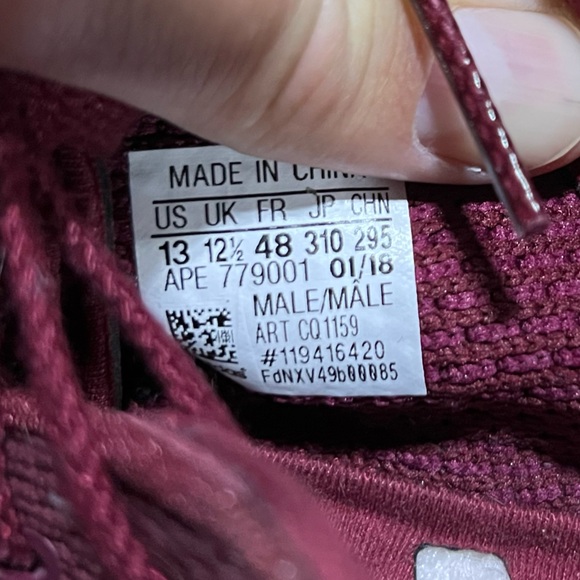 MADE IN CHINA
US UK FR JP CHN
13 12½ 48 310 295
APE 779001 01/18
MALE/MÂLE
ART CQ1159
#119416420
FdNXV49b00085